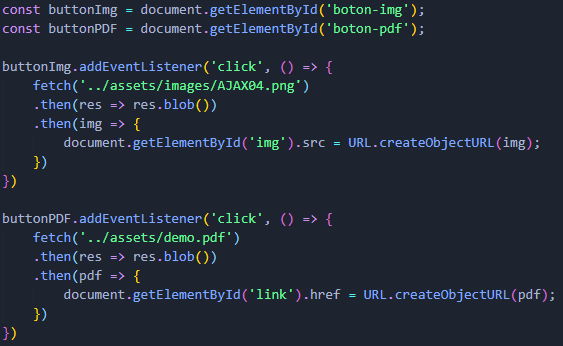 const buttonImg = document.getElementById('boton-img');
const buttonPDF = document.getElementById('boton-pdf');

buttonImg.addEventListener('click', () => {
    fetch('../assets/images/AJAX04.png')
    .then(res => res.blob())
    .then(img => {
        document.getElementById('img').src = URL.createObjectURL(img);
    })
})

buttonPDF.addEventListener('click', () => {
    fetch('../assets/demo.pdf')
    .then(res => res.blob())
    .then(pdf => {
        document.getElementById('link').href = URL.createObjectURL(pdf);
    })
})